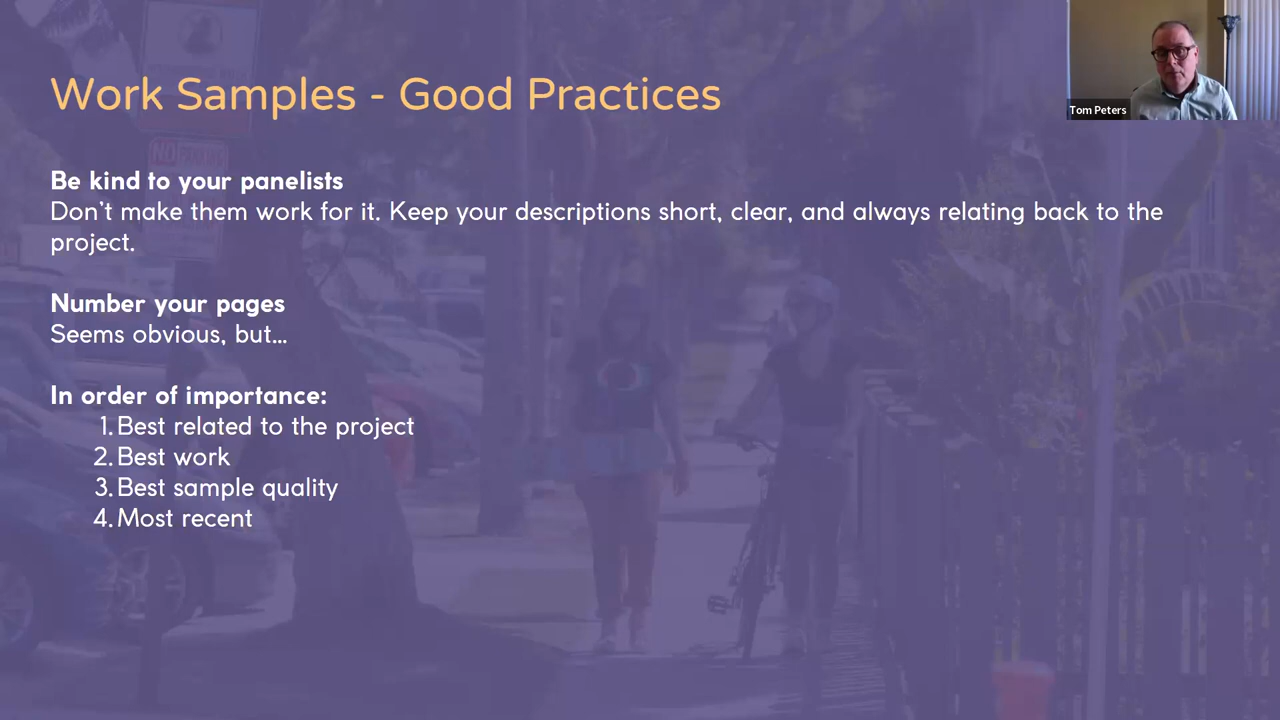 Work Samples - Good Practices
Tom Peters
Be kind to your panelists
Don't make them work for it. Keep your descriptions short, clear, and always relating back to the
project.
Number your pages
Seems obvious, but...
In order of importance:
1. Best related to the project
2. Best work
3. Best sample quality
4. Most recent